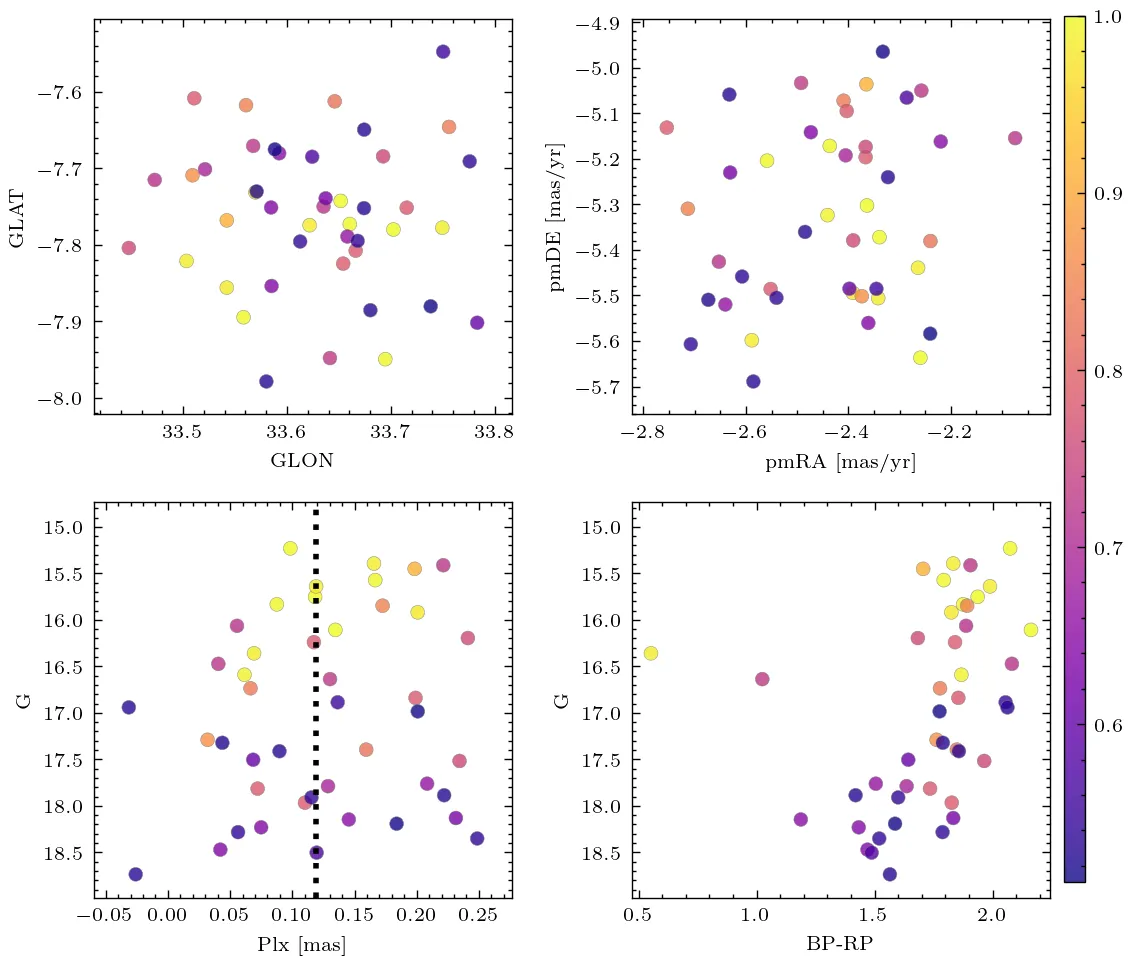 −7.6
−7.7
−7.8
−7.9
−8.0
GLAT
33.5 33.6 33.7 33.8
GLON
−4.9
−5.0
−5.1
−5.2
−5.3
−5.4
−5.5
−5.6
−5.7
pmDE [mas/yr]
−2.8 −2.6 −2.4 −2.2
pmRA [mas/yr]
1.0
0.9
0.8
0.7
0.6
15.0
15.5
16.0
16.5
17.0
17.5
18.0
18.5
G
−0.05 0.00 0.05 0.10 0.15 0.20 0.25
Plx [mas]
15.0
15.5
16.0
16.5
17.0
17.5
18.0
18.5
G
0.5 1.0 1.5 2.0
BP-RP